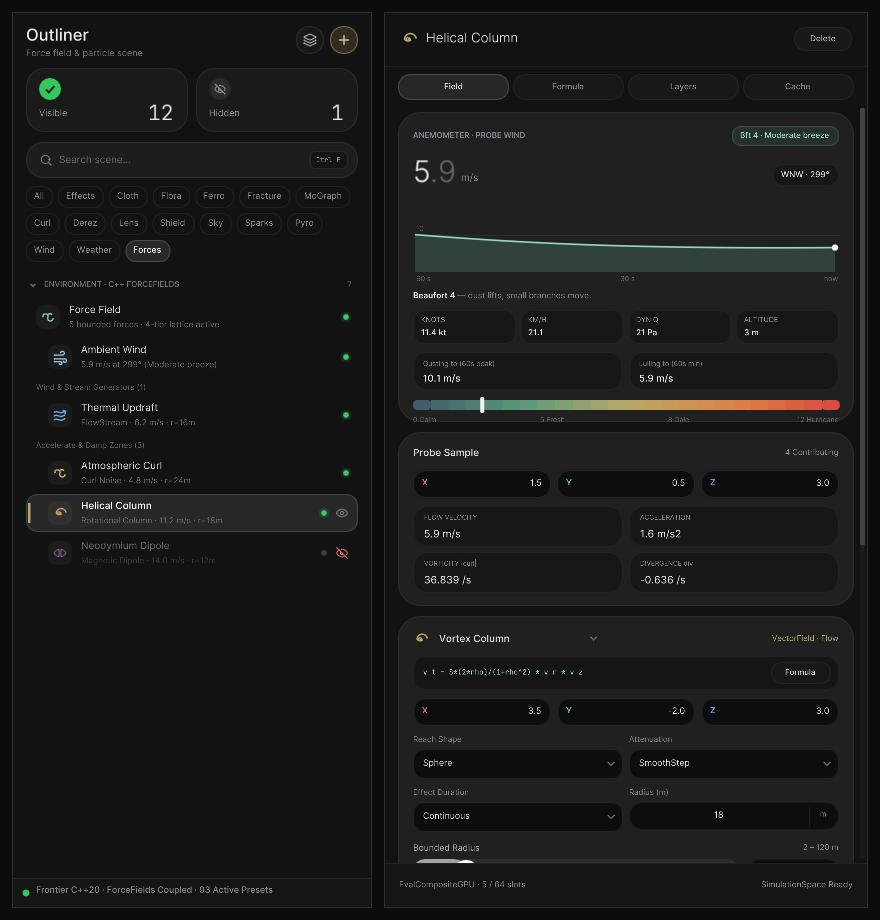 Outliner
Force field & particle scene
Visible
12
Hidden
1
Search scene...
Ctrl F
All
Effects
Cloth
Flora
Ferro
Fracture
MoGraph
Curl
Derez
Lens
Shield
Sky
Sparks
Pyro
Wind
Weather
Forces
ENVIRONMENT · C++ FORCEFIELDS
7
Force Field
5 bounded forces · 4-tier lattice active
Ambient Wind
5.9 m/s at 299° (Moderate breeze)
Wind & Stream Generators (1)
Thermal Updraft
FlowStream · 6.2 m/s · r=16m
Accelerate & Damp Zones (3)
Atmospheric Curl
Curl Noise · 4.8 m/s · r=24m
Helical Column
Rotational Column · 11.2 m/s · r=18m
Neodymium Dipole
Magnetic Dipole · 14.0 m/s · r=12m
Frontier C++20 · ForceFields Coupled · 93 Active Presets
Helical Column
Delete
Field
Formula
Layers
Cache
ANEMOMETER · PROBE WIND
Bft 4 · Moderate breeze
5.9 m/s
WNW · 299°
10
60 s
30 s
now
Beaufort 4 — dust lifts, small branches move.
KNOTS
11.4 kt
KM/H
21.1
DYN Q
21 Pa
ALTITUDE
3 m
Gusting to (60s peak)
10.1 m/s
Lulling to (60s min)
5.9 m/s
0 Calm
5 Fresh
8 Gale
12 Hurricane
Probe Sample
4 Contributing
X
1.5
Y
0.5
Z
3.0
FLOW VELOCITY
5.9 m/s
ACCELERATION
1.6 m/s2
VORTICITY |curl|
36.839 /s
DIVERGENCE div
-0.636 /s
Vortex Column
VectorField · Flow
v_t = S*(2*rho)/(1+rho^2) * v_r * v_z
Formula
X
3.5
Y
-2.0
Z
3.0
Reach Shape
Sphere
Attenuation
SmoothStep
Effect Duration
Continuous
Radius (m)
18
m
Bounded Radius
2 – 120 m
EvalCompositeGPU · 5 / 64 slots
SimulationSpace Ready